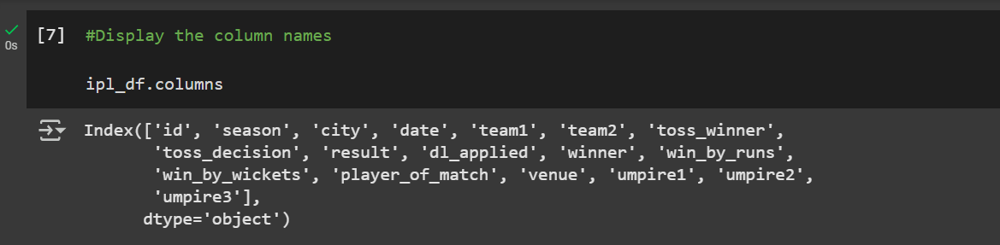 [7] #Display the column names
0s
ipl_df.columns
Index(['id', 'season', 'city', 'date', 'team1', 'team2', 'toss_winner',
'toss_decision', 'result', 'dl_applied', 'winner', 'win_by_runs',
'win_by_wickets', 'player_of_match', 'venue', 'umpire1', 'umpire2',
'umpire3'],
dtype='object')